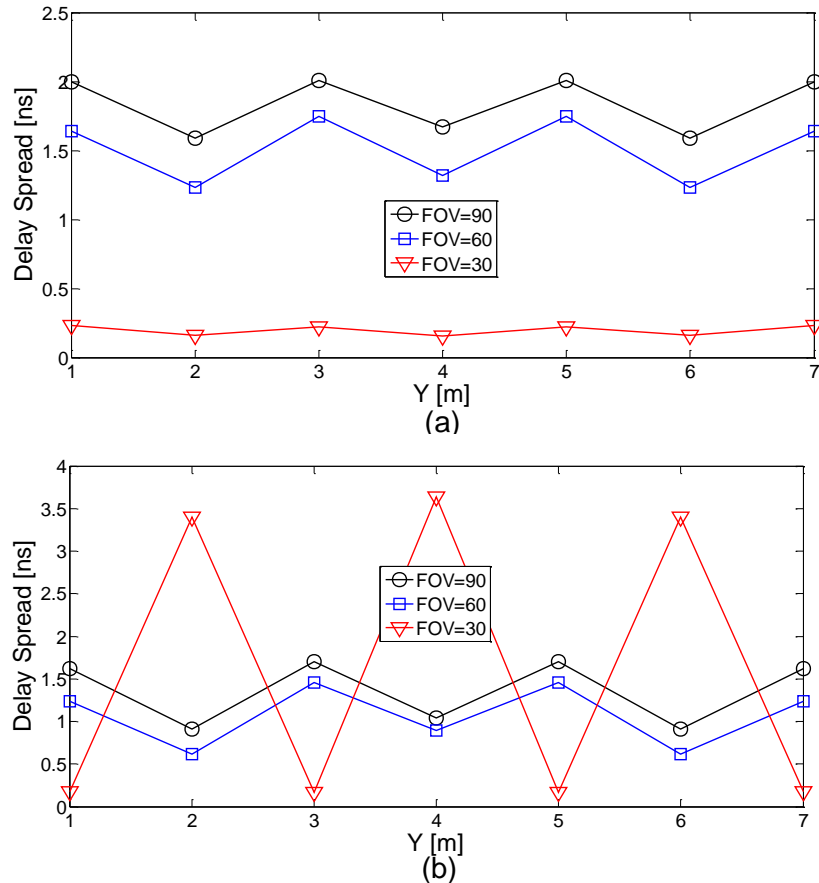 2.5
2
1.5
1
0.5
0
Delay Spread [ns]
FOV=90
FOV=60
FOV=30
1 2 3 4 5 6 7
Y [m]
(a)
4
3.5
3
2.5
2
1.5
1
0.5
0
Delay Spread [ns]
FOV=90
FOV=60
FOV=30
1 2 3 4 5 6 7
Y [m]
(b)